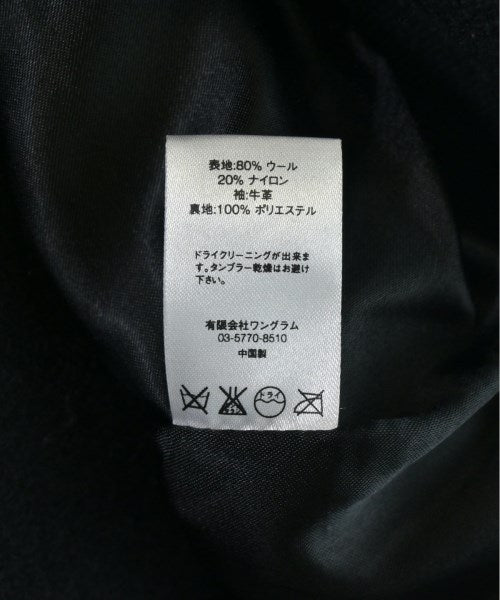 表地:80% ウール
20% ナイロン
袖:牛革
裏地:100% ポリエステル
ドライクリーニングが出来ま
す。タンブラー乾燥はお避け
下さい。
有限会社ワングラム
03-5770-8510
中国製
ドライ